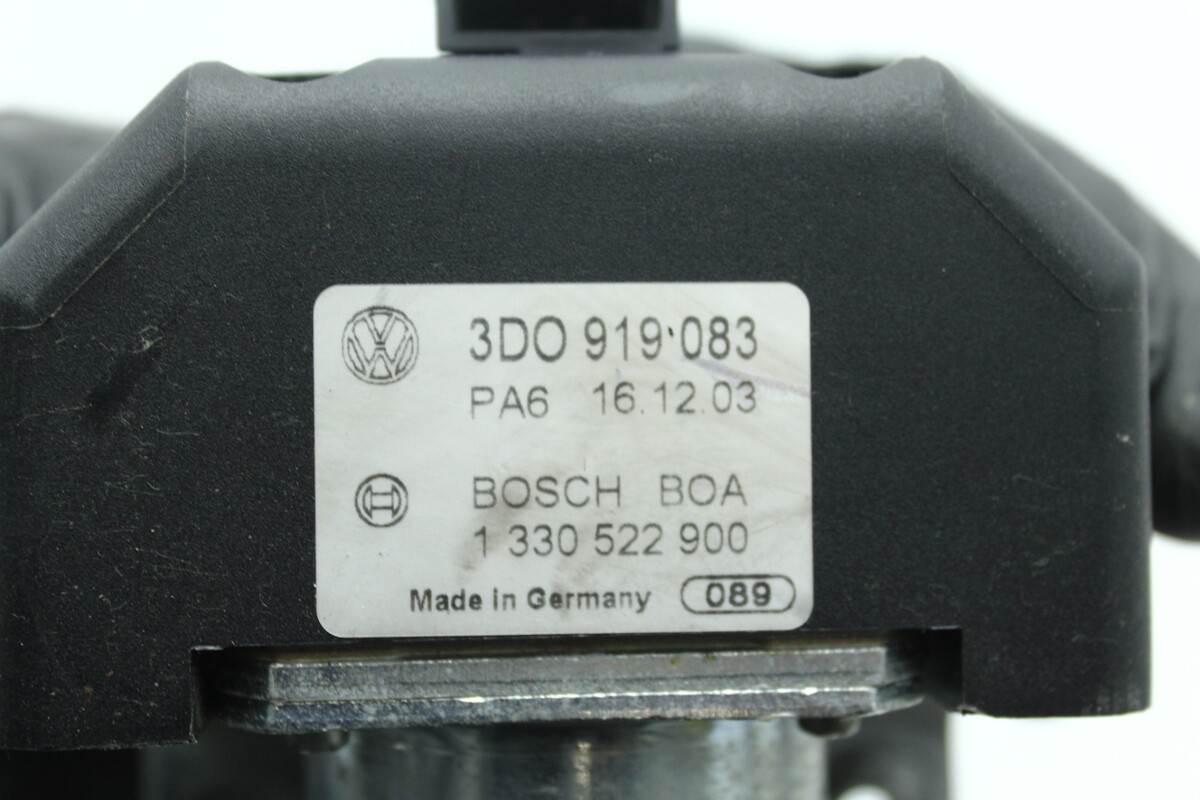 3DO 919 083
PA6 16.12.03
BOSCH BOA
1 330 522 900
Made in Germany 089